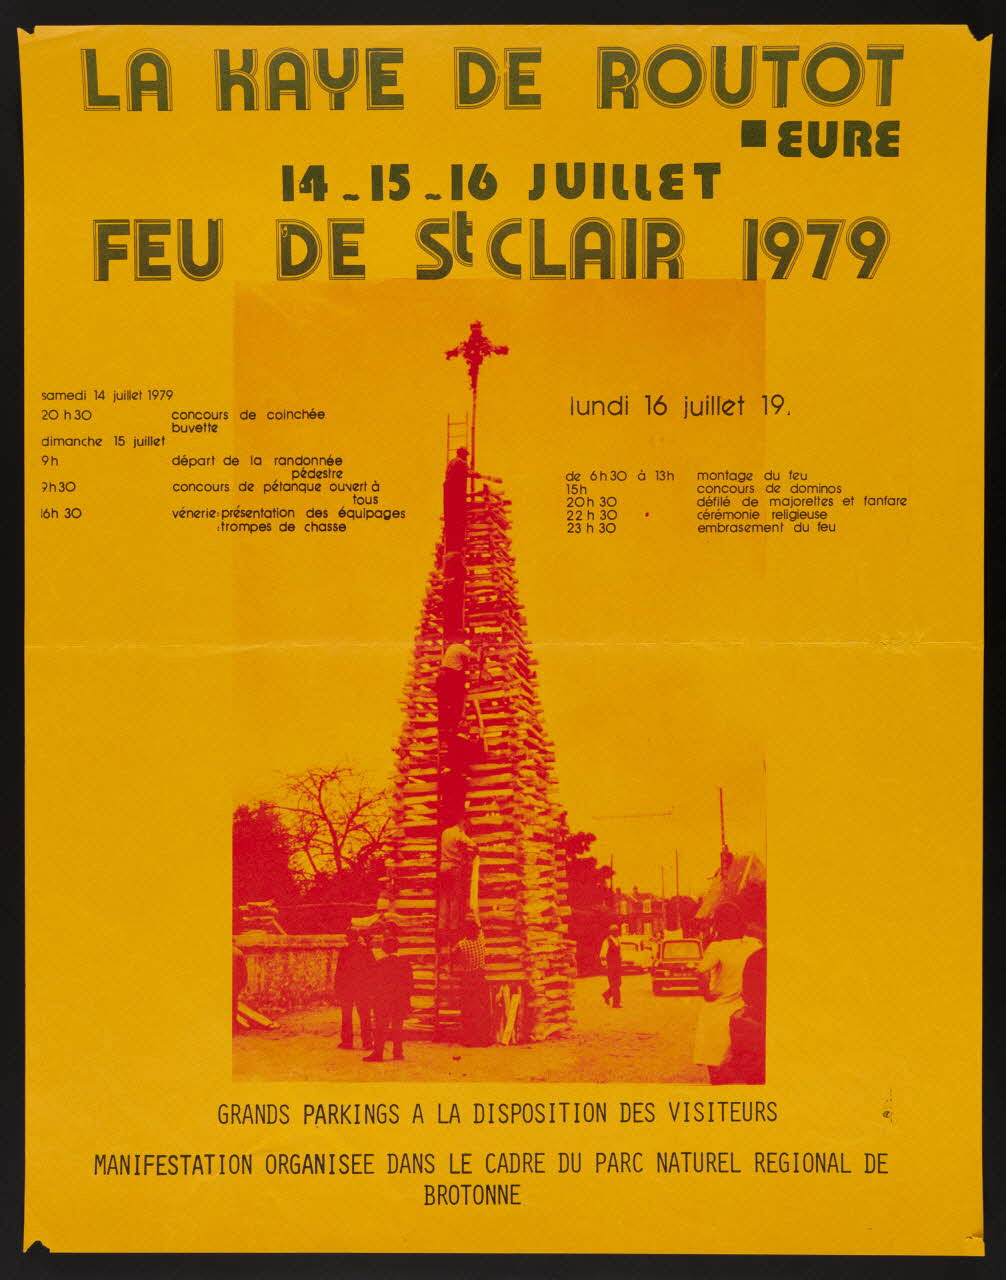 LA KAYE DE ROUTOT
■ EURE
14_15_16 JUILLET
FEU DE St CLAIR 1979
samedi 14 juillet 1979
20 h 30 concours de coinchée
buvette
dimanche 15 juillet
9h départ de la randonnée
pédestre
9h30 concours de pétanque ouvert à
tous
16h 30 vénerie:présentation des équipages
:trompes de chasse
lundi 16 juillet 19.
de 6h30 à 13h montage du feu
15h concours de dominos
20h 30 défilé de majorettes et fanfare
22 h 30 cérémonie religieuse
23 h 30 embrasement du feu
GRANDS PARKINGS A LA DISPOSITION DES VISITEURS
MANIFESTATION ORGANISEE DANS LE CADRE DU PARC NATUREL REGIONAL DE
BROTONNE